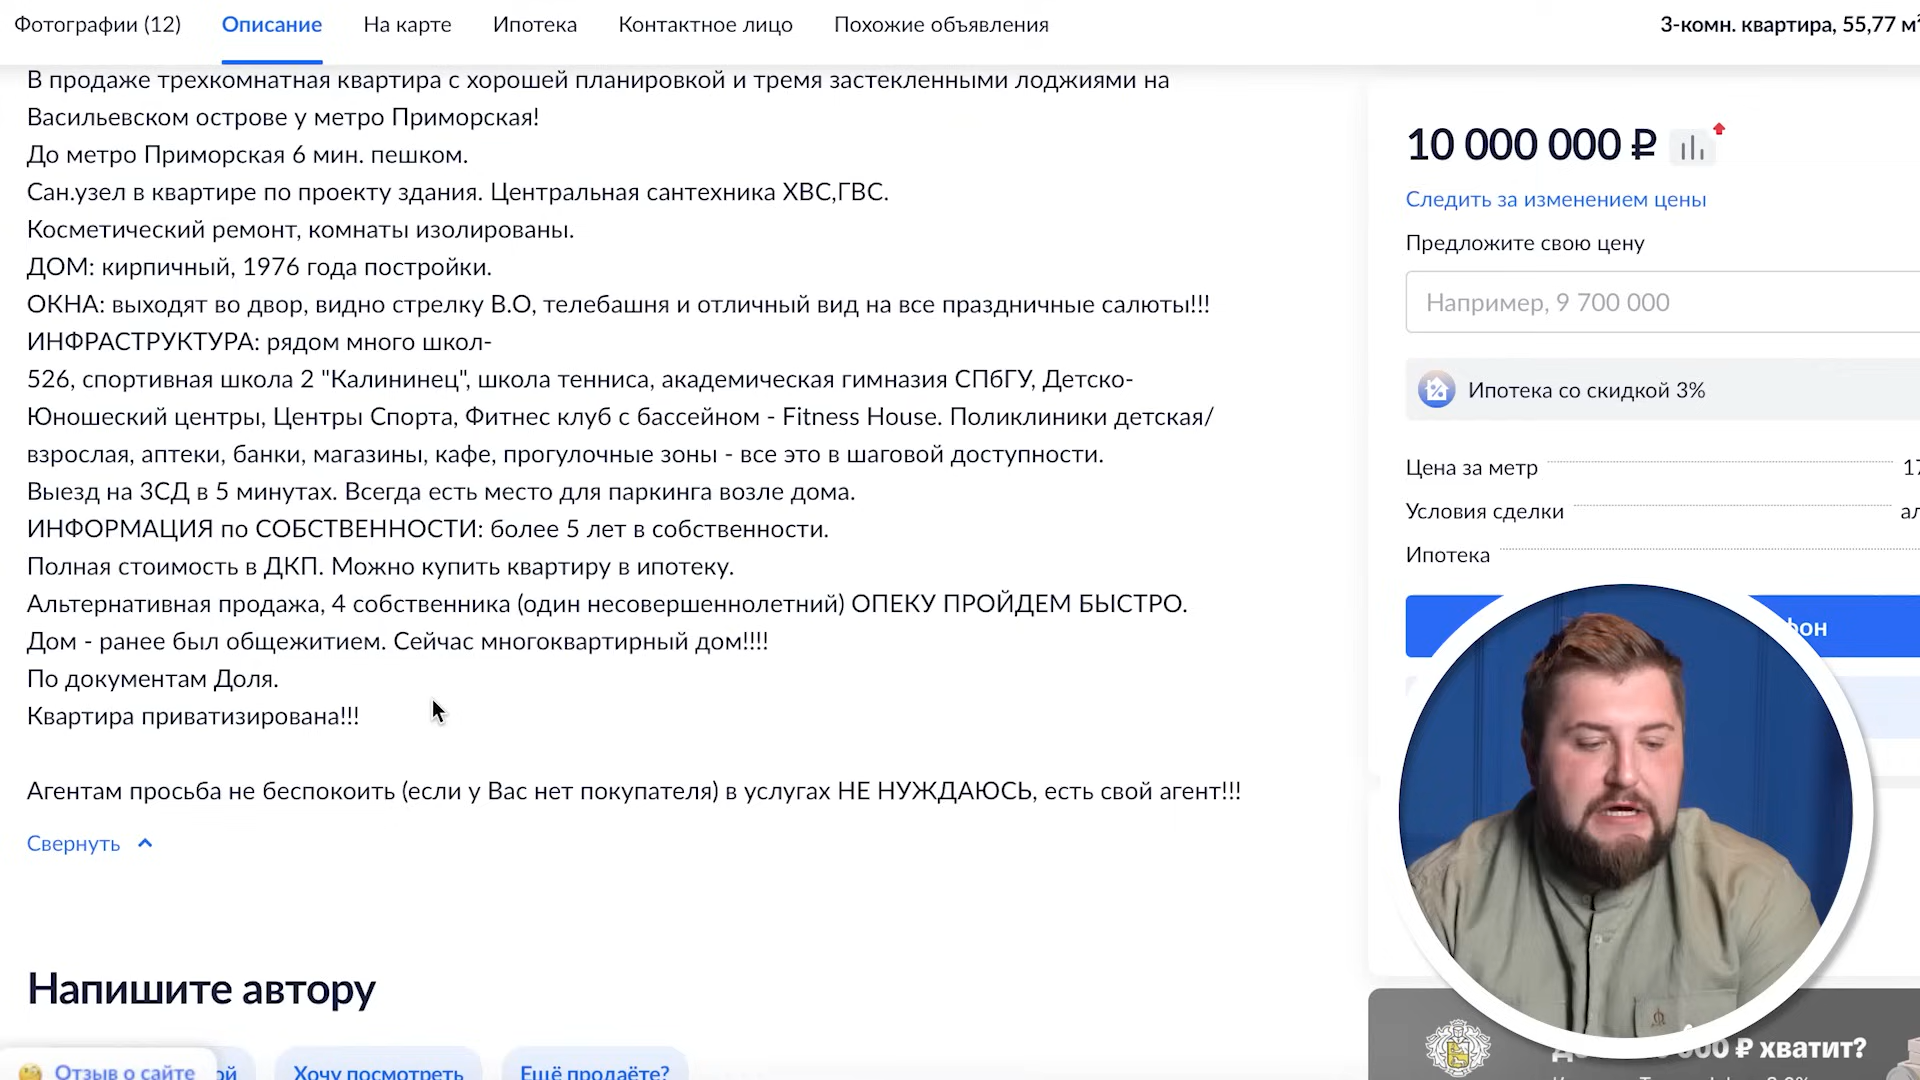 Фотографии (12) Описание На карте Ипотека Контактное лицо Похожие объявления
3-комн. квартира, 55,77 м²
В продаже трехкомнатная квартира с хорошей планировкой и тремя застекленными лоджиями на
Васильевском острове у метро Приморская!
До метро Приморская 6 мин. пешком.
Сан.узел в квартире по проекту здания. Центральная сантехника ХВС,ГВС.
Косметический ремонт, комнаты изолированы.
ДОМ: кирпичный, 1976 года постройки.
ОКНА: выходят во двор, видно стрелку В.О, телебашня и отличный вид на все праздничные салюты!!!
ИНФРАСТРУКТУРА: рядом много школ-
526, спортивная школа 2 "Калининец", школа тенниса, академическая гимназия СПбГУ, Детско-
Юношеский центры, Центры Спорта, Фитнес клуб с бассейном - Fitness House. Поликлиники детская/
взрослая, аптеки, банки, магазины, кафе, прогулочные зоны - все это в шаговой доступности.
Выезд на ЗСД в 5 минутах. Всегда есть место для паркинга возле дома.
ИНФОРМАЦИЯ по СОБСТВЕННОСТИ: более 5 лет в собственности.
Полная стоимость в ДКП. Можно купить квартиру в ипотеку.
Альтернативная продажа, 4 собственника (один несовершеннолетний) ОПЕКУ ПРОЙДЕМ БЫСТРО.
Дом - ранее был общежитием. Сейчас многоквартирный дом!!!!
По документам Доля.
Квартира приватизирована!!!
Агентам просьба не беспокоить (если у Вас нет покупателя) в услугах НЕ НУЖДАЮСЬ, есть свой агент!!!
Свернуть
Напишите автору
Отзыв о сайте
ой
Хочу посмотреть
Ещё продаёте?
10 000 000 ₽
Следить за изменением цены
Предложите свою цену
Например, 9 700 000
Ипотека со скидкой 3%
Цена за метр 17
Условия сделки ал
Ипотека
фон
00 ₽ хватит?